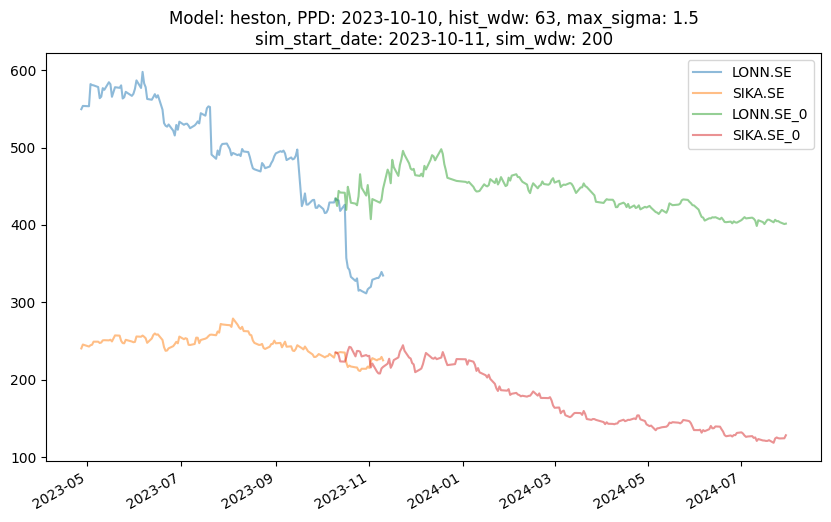 Model: heston, PPD: 2023-10-10, hist_wdw: 63, max_sigma: 1.5
sim_start_date: 2023-10-11, sim_wdw: 200
LONN.SE
SIKA.SE
LONN.SE_0
SIKA.SE_0
600
500
400
300
200
100
2023-05
2023-07
2023-09
2023-11
2024-01
2024-03
2024-05
2024-07